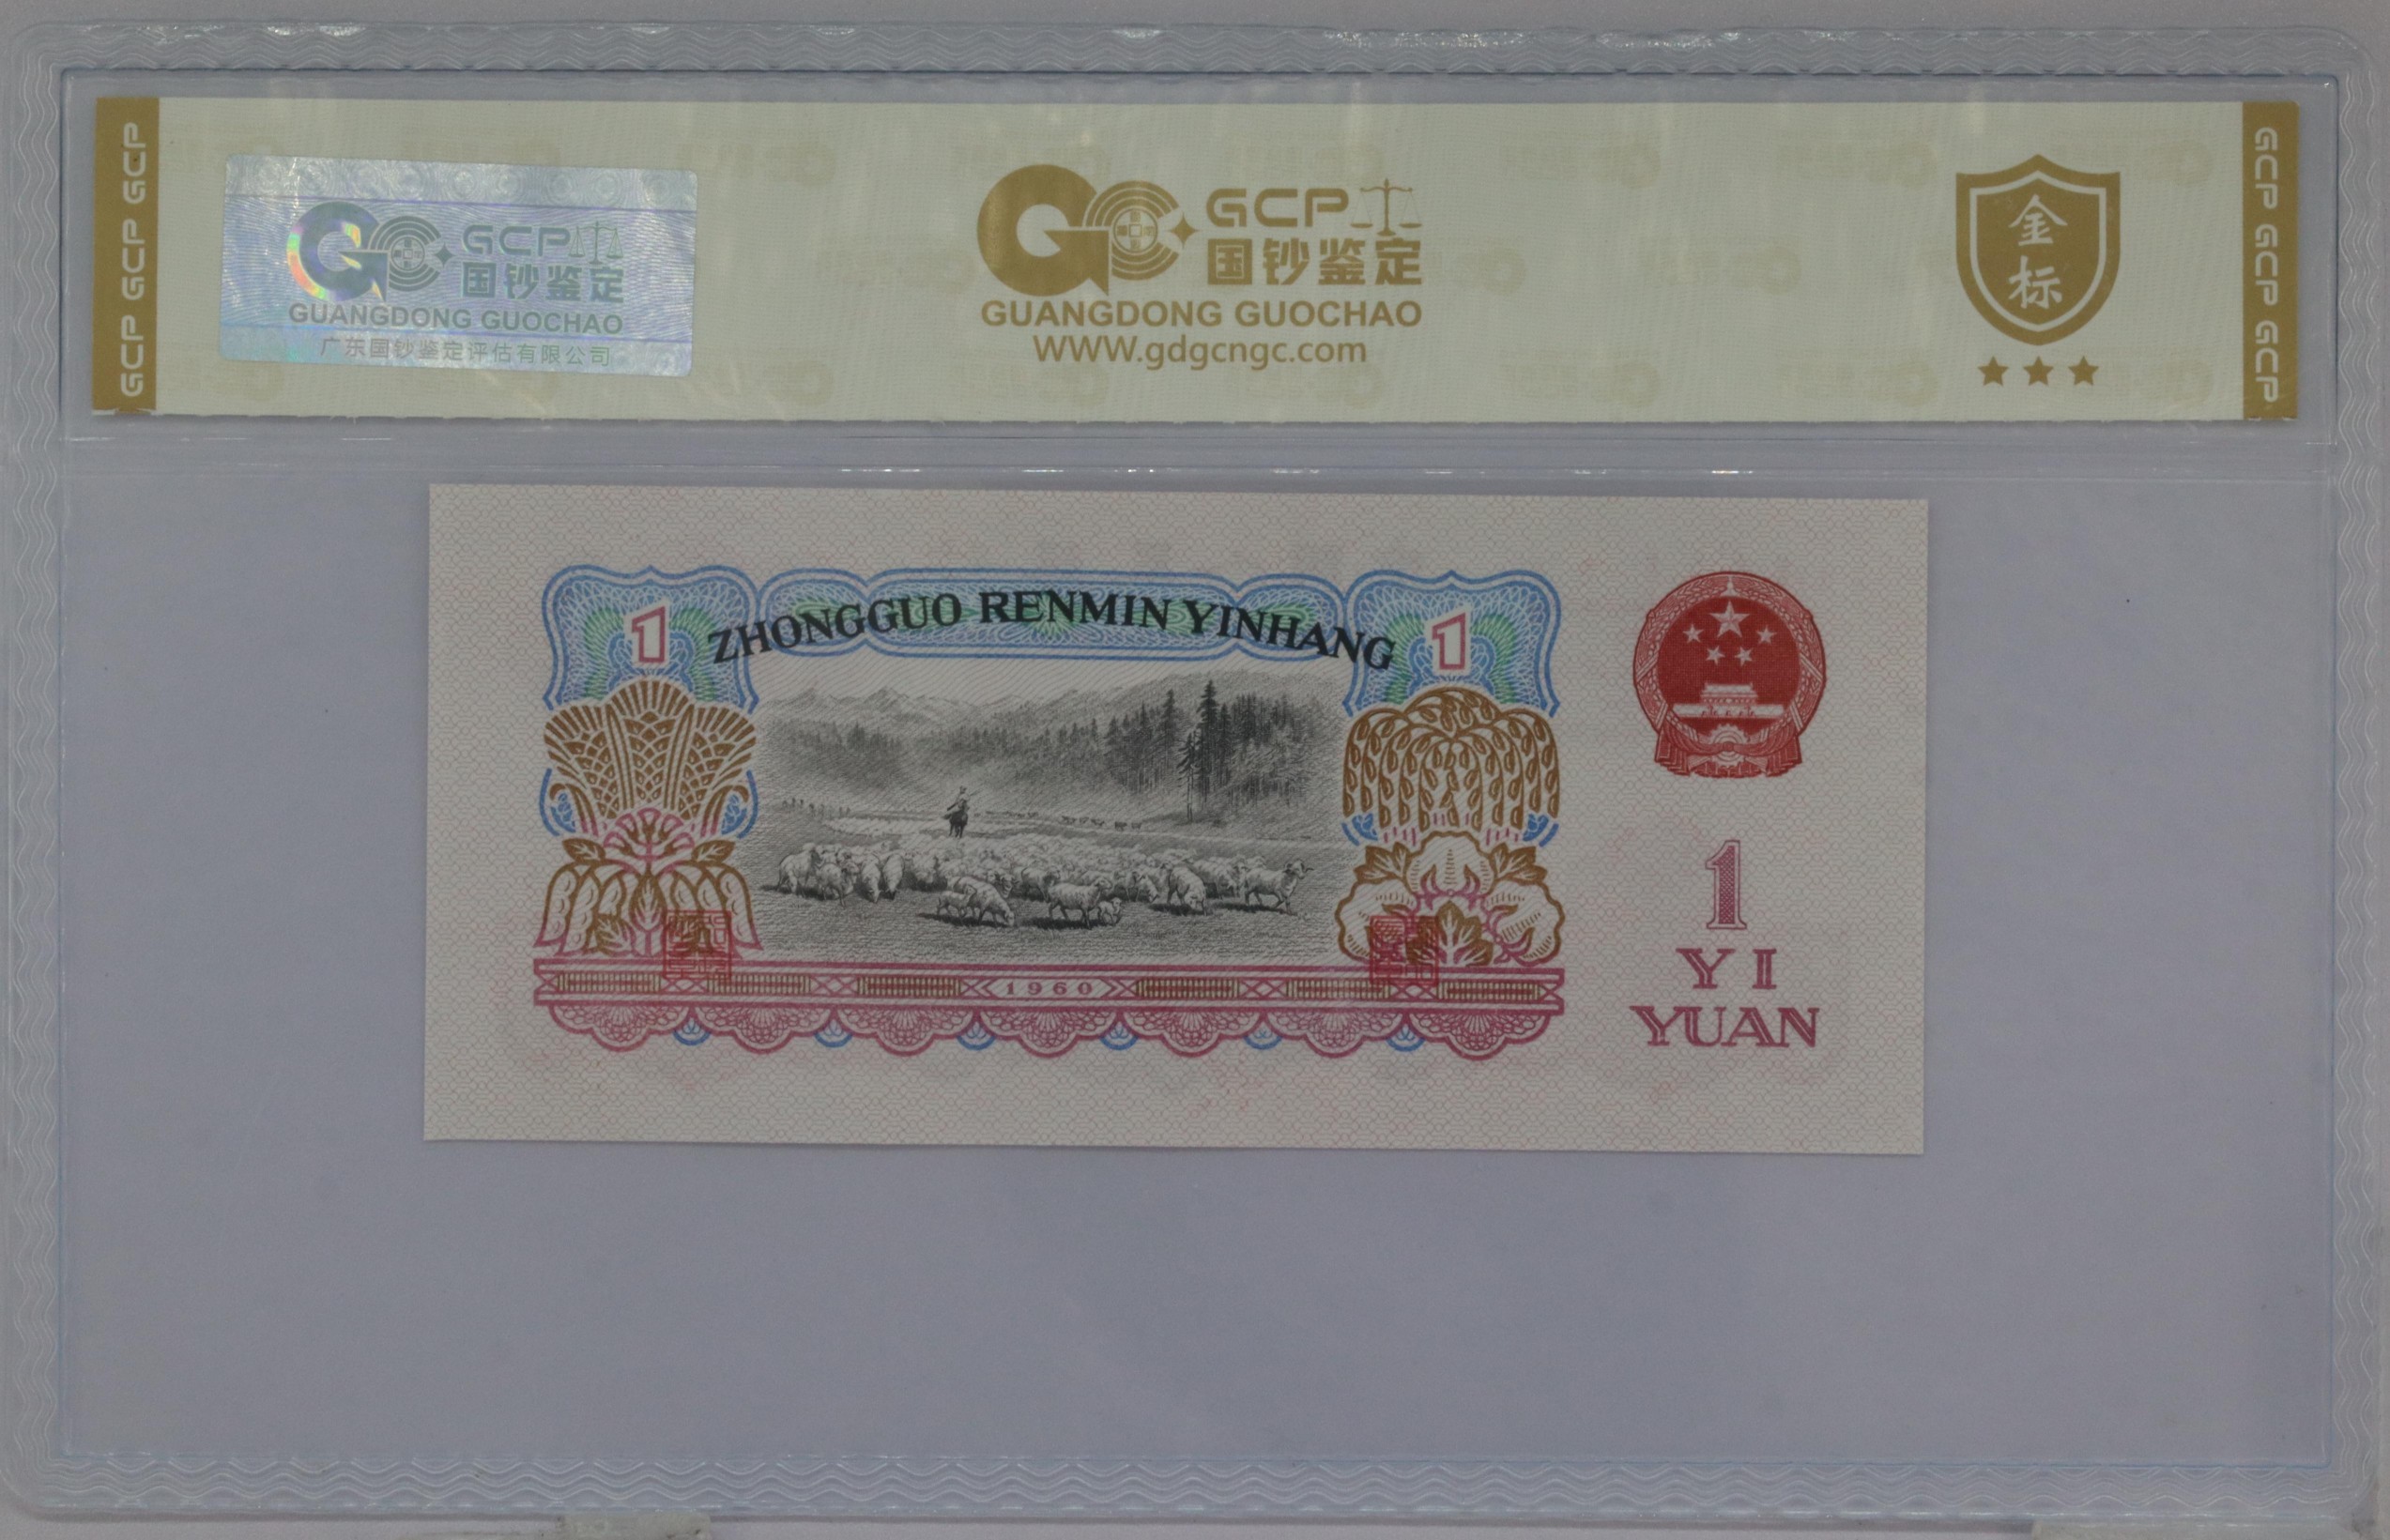 GCP GCP GCP
GCP
国钞鉴定
GUANGDONG GUOCHAO
广东国钞鉴定评估有限公司
GCP
国钞鉴定
GUANGDONG GUOCHAO
www.gdgcngc.com
金
标
GCP GCP GCP
1
ZHONGGUO RENMIN YINHANG
1
1960
1
YI
YUAN